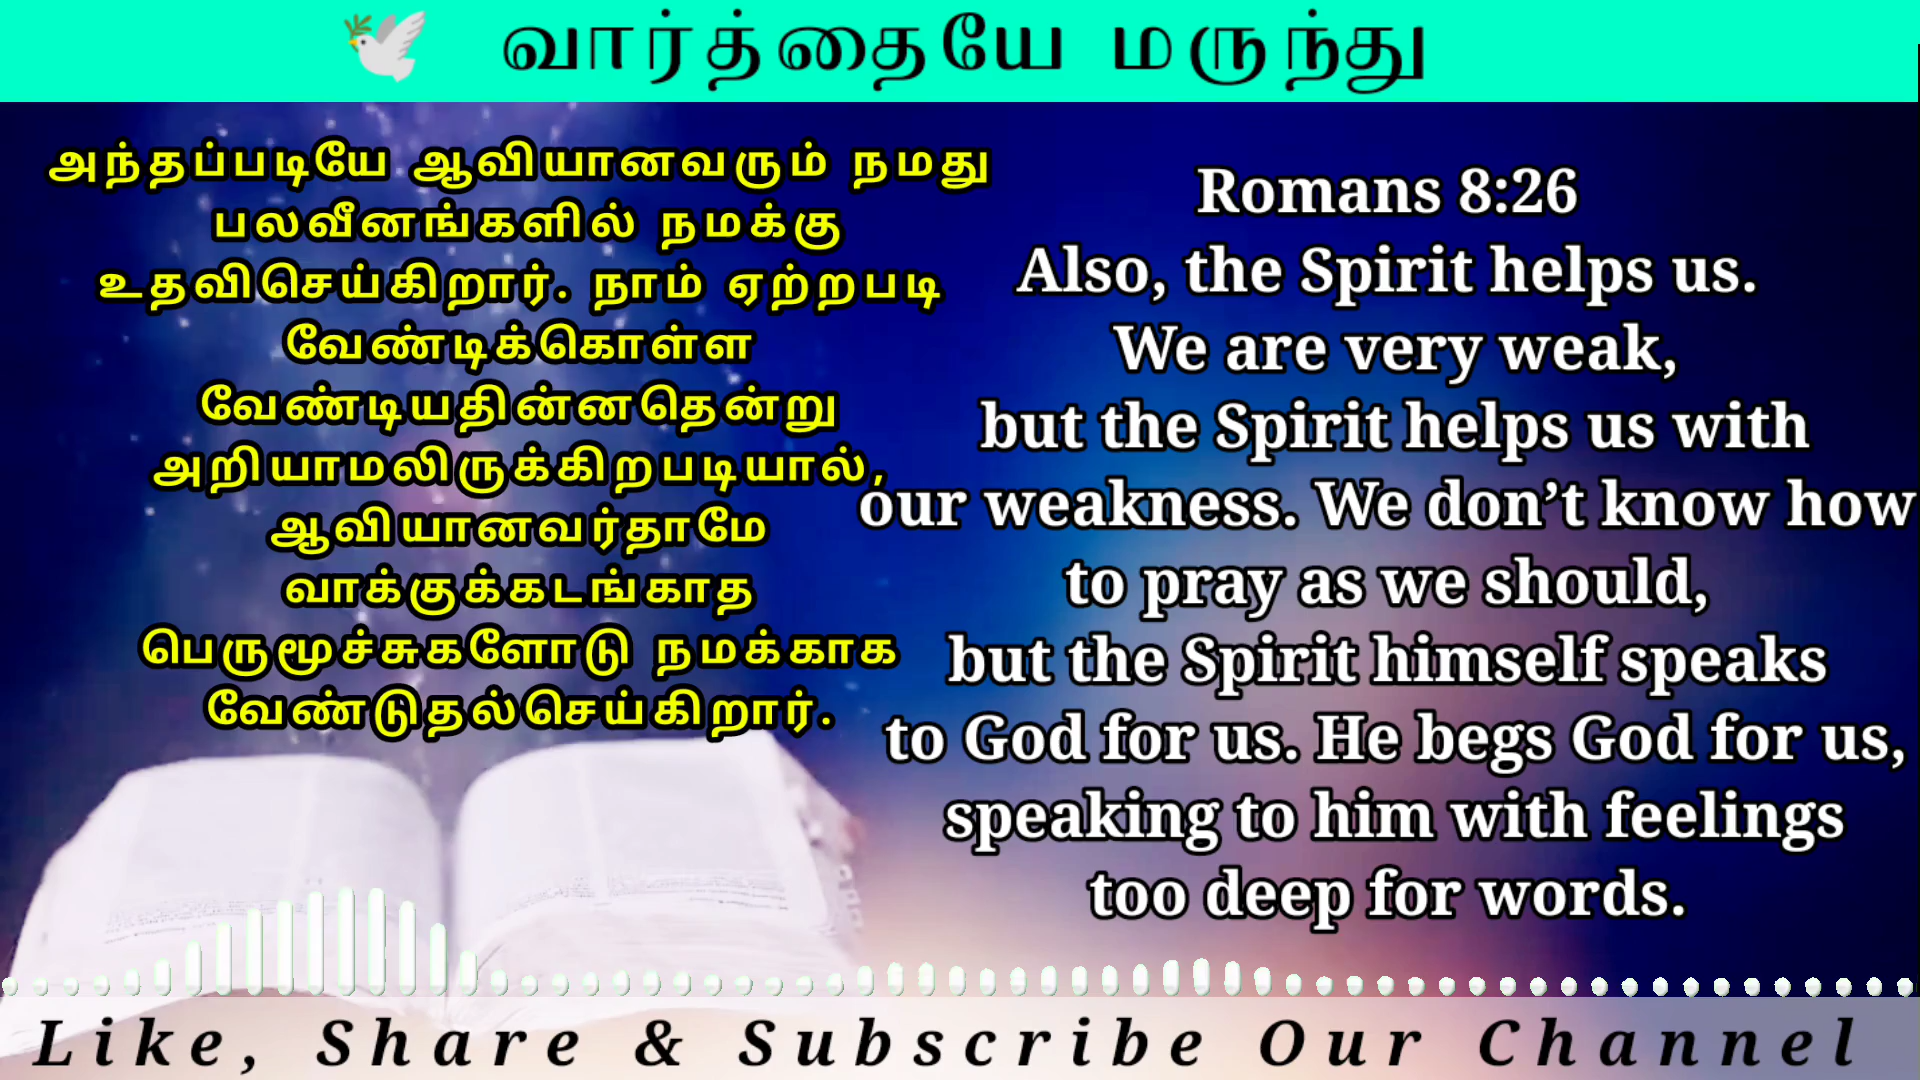 வார்த்தையே மருந்து
அந்தப்படியே ஆவியானவரும் நமது
பலவீனங்களில் நமக்கு
உதவிசெய்கிறார். நாம் ஏற்றபடி
வேண்டிக்கொள்ள
வேண்டியதின்னதென்று
அறியாமலிருக்கிறபடியால்,
ஆவியானவர்தாமே
வாக்குக்கடங்காத
பெருமூச்சுகளோடு நமக்காக
வேண்டுதல்செய்கிறார்.
Romans 8:26
Also, the Spirit helps us.
We are very weak,
but the Spirit helps us with
our weakness. We don’t know how
to pray as we should,
but the Spirit himself speaks
to God for us. He begs God for us,
speaking to him with feelings
too deep for words.
Like, Share & Subscribe Our Channel